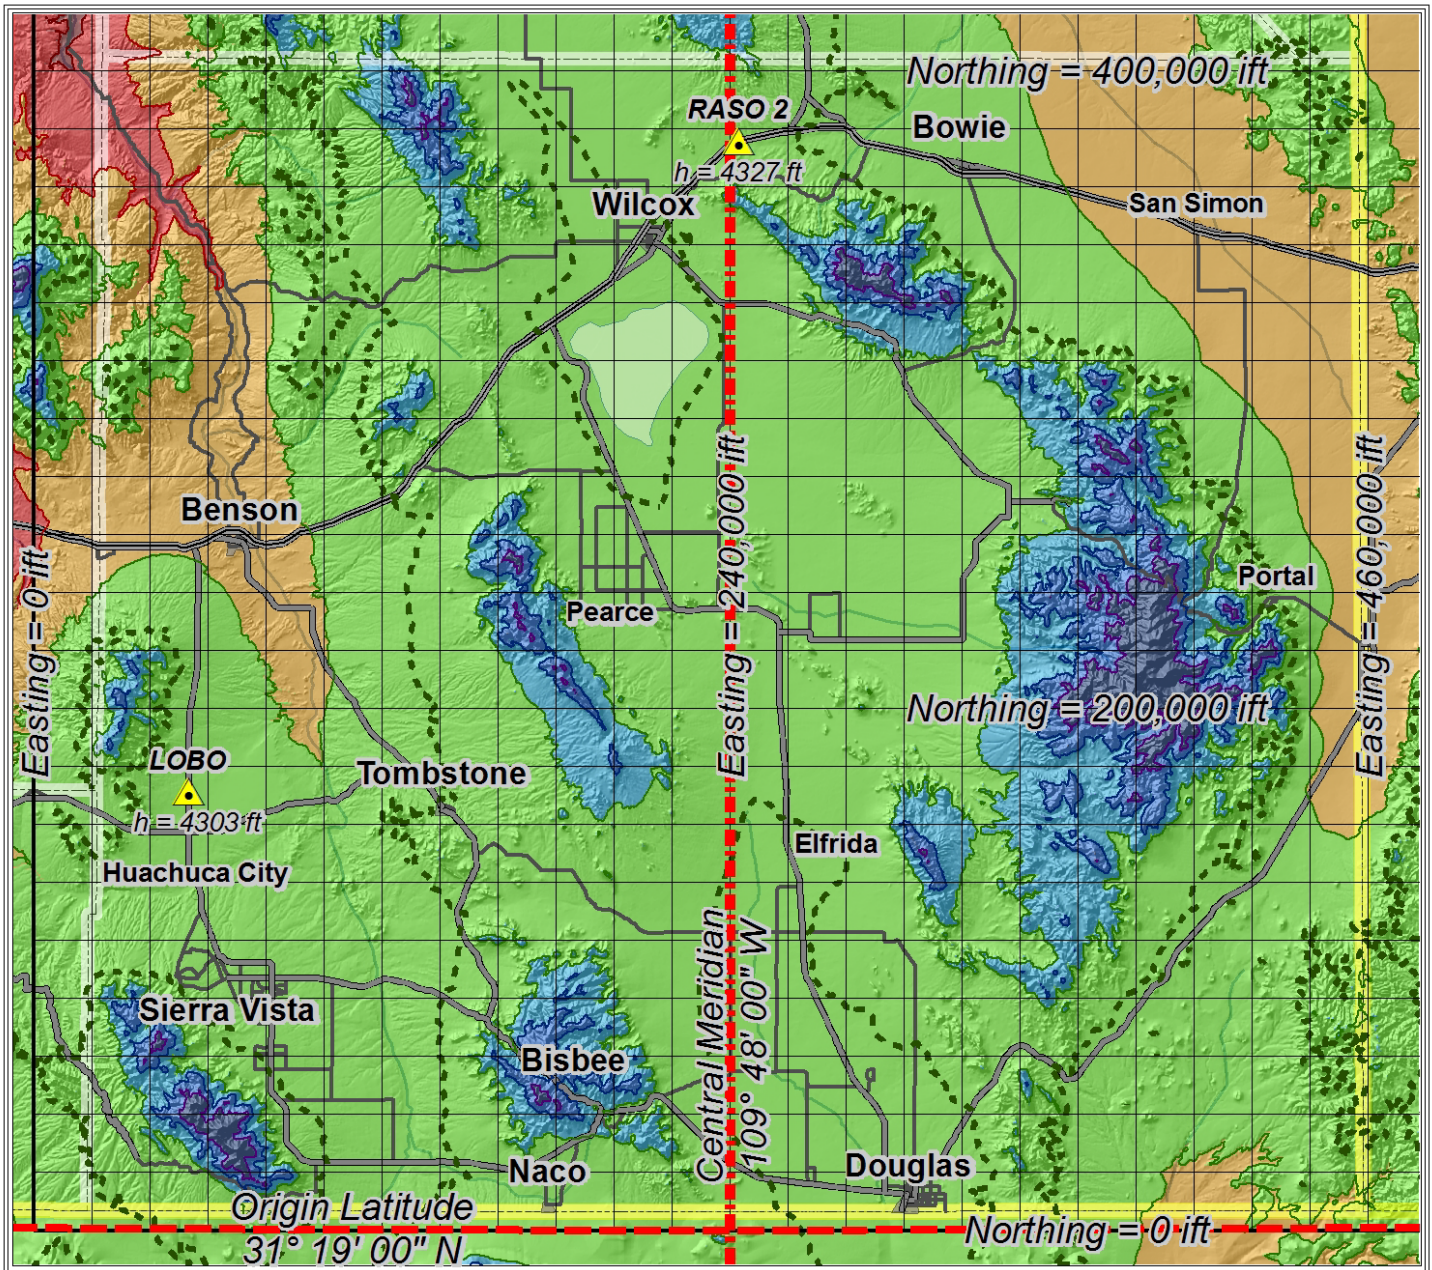 Northing = 400,000 ift
RASO 2
Bowie
h = 4327 ft
Wilcox
San Simon
Benson
Easting = 0 ift
Easting = 240,000 ift
Easting = 460,000 ift
Portal
Pearce
Northing = 200,000 ift
LOBO
Tombstone
h = 4303 ft
Elfrida
Huachuca City
Sierra Vista
Central Meridian
109° 48' 00" W
Bisbee
Naco
Douglas
Origin Latitude
31° 19' 00" N
Northing = 0 ift